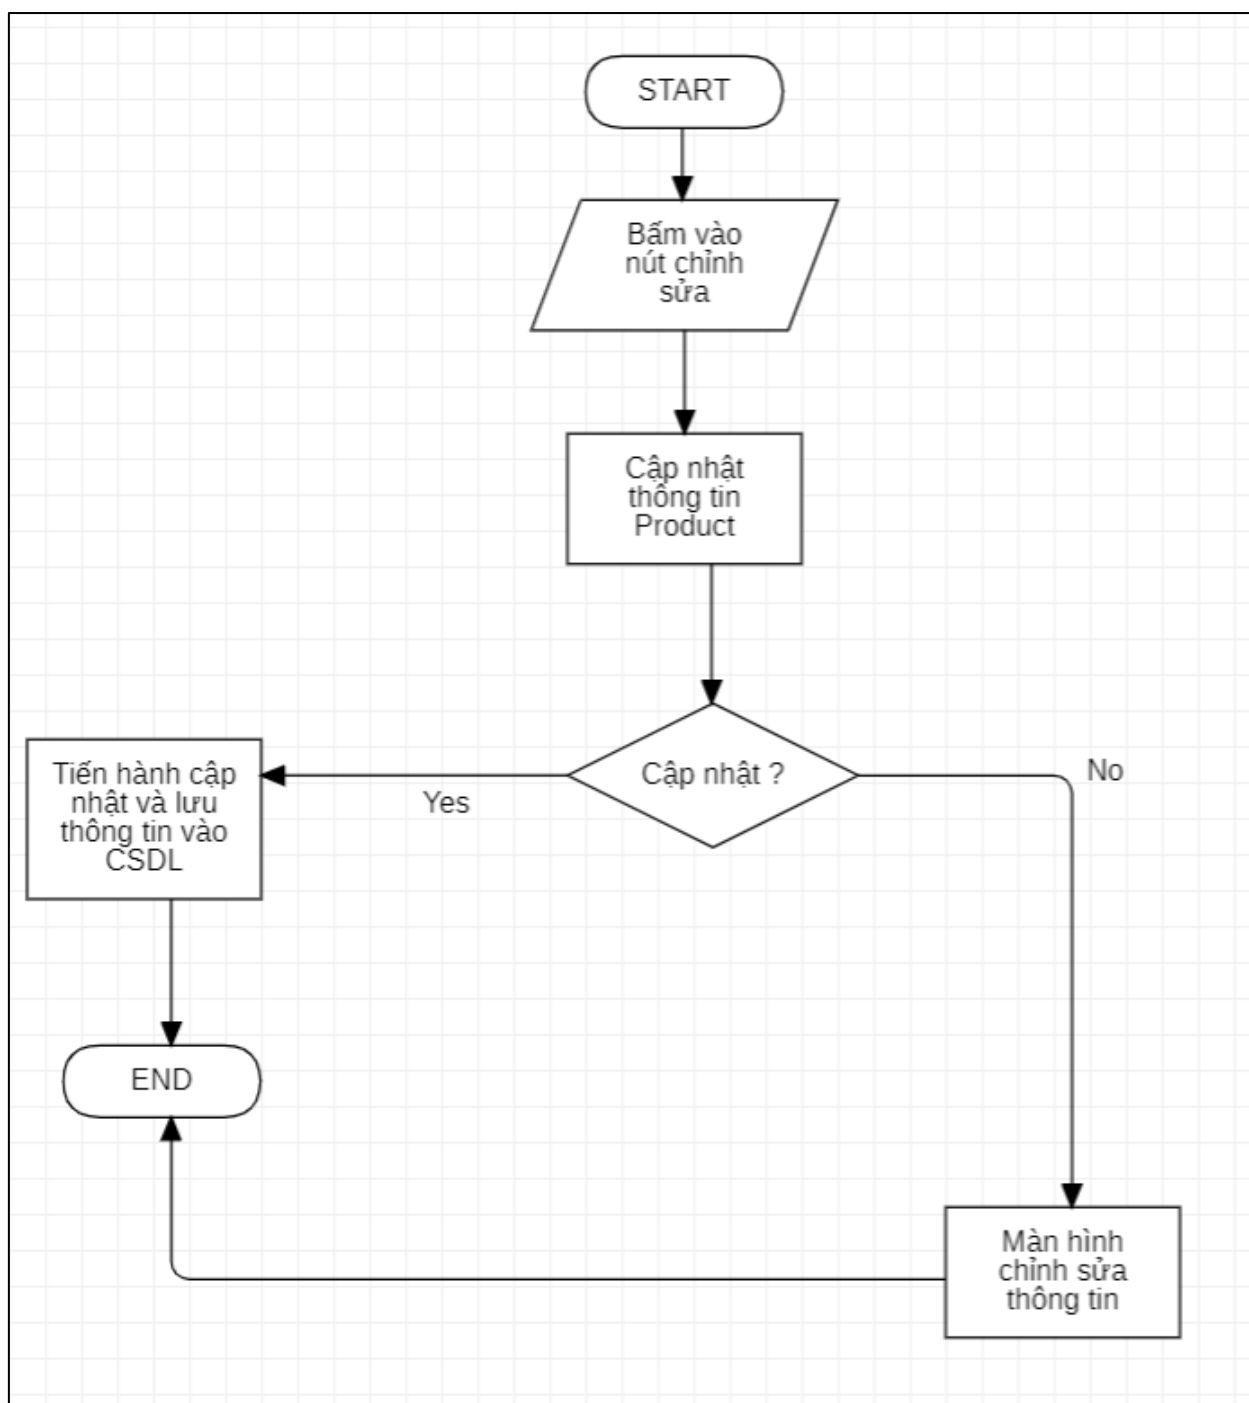 START
Bấm vào
nút chỉnh
sửa
Cập nhật
thông tin
Product
Cập nhật ?
Yes
No
Tiến hành cập
nhật và lưu
thông tin vào
CSDL
END
Màn hình
chỉnh sửa
thông tin